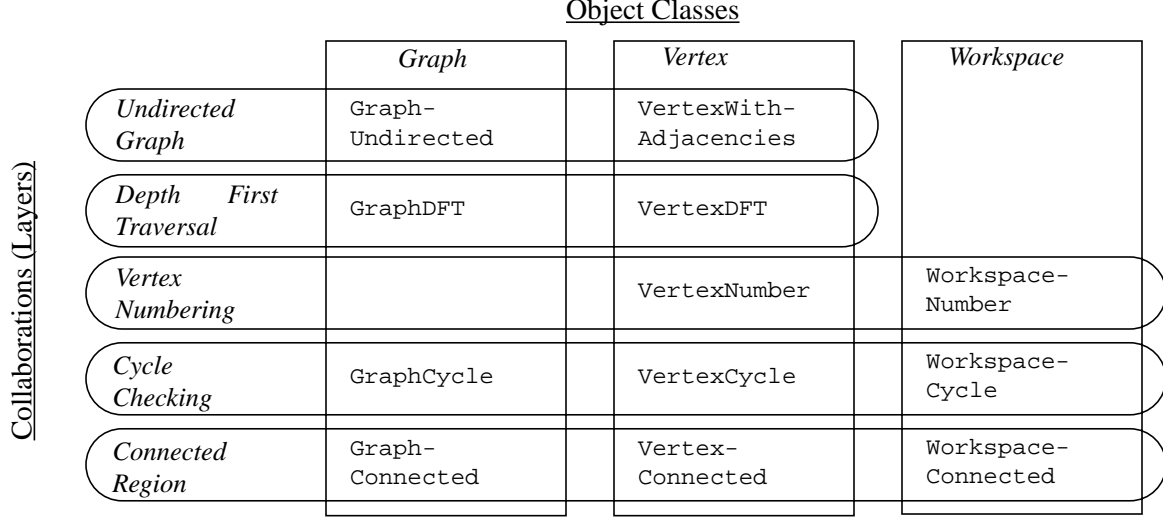 Object Classes
Graph
Vertex
Workspace
Collaborations (Layers)
Undirected
Graph
Graph-
Undirected
VertexWith-
Adjacencies
Depth First
Traversal
GraphDFT
VertexDFT
Vertex
Numbering
VertexNumber
Workspace-
Number
Cycle
Checking
GraphCycle
VertexCycle
Workspace-
Cycle
Connected
Region
Graph-
Connected
Vertex-
Connected
Workspace-
Connected